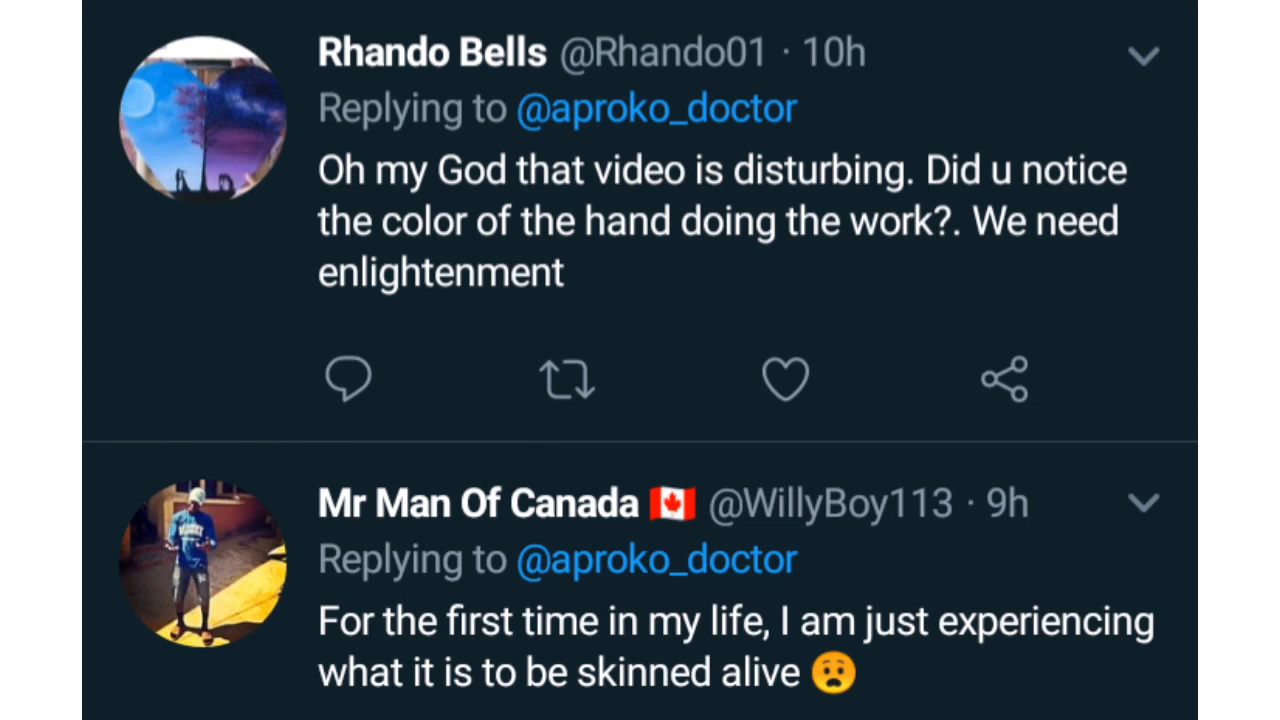 Rhando Bells @Rhando01 · 10h
Replying to @aproko_doctor
Oh my God that video is disturbing. Did u notice
the color of the hand doing the work?. We need
enlightenment
Mr Man Of Canada 🇨🇦 @WillyBoy113 · 9h
Replying to @aproko_doctor
For the first time in my life, I am just experiencing
what it is to be skinned alive 😧